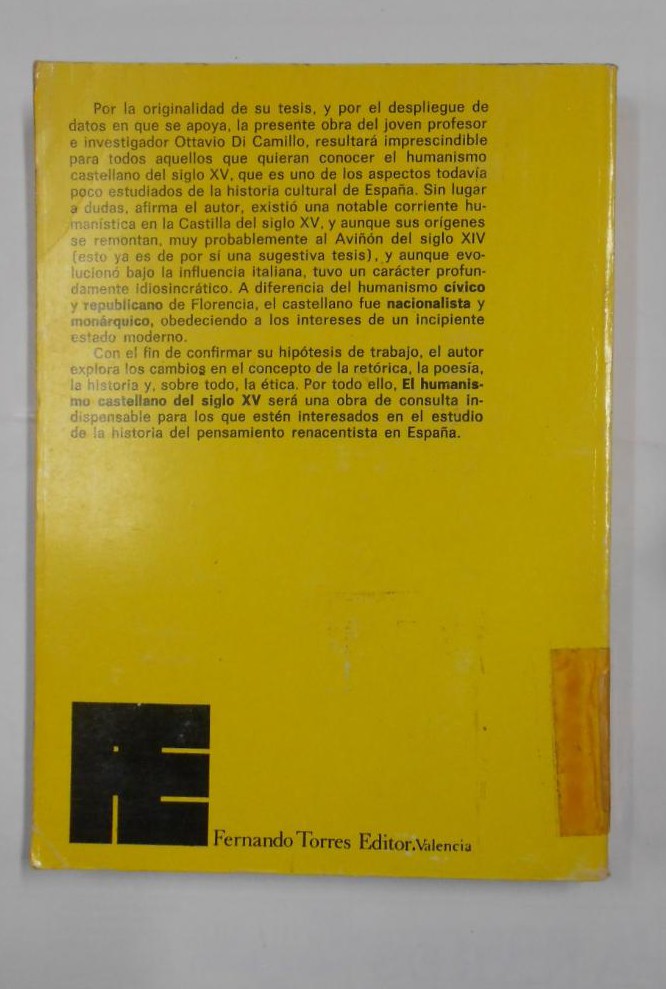 Por la originalidad de su tesis, y por el despliegue de
datos en que se apoya, la presente obra del joven profesor
e investigador Ottavio Di Camillo, resultará imprescindible
para todos aquellos que quieran conocer el humanismo
castellano del siglo XV, que es uno de los aspectos todavía
poco estudiados de la historia cultural de España. Sin lugar
a dudas, afirma el autor, existió una notable corriente hu-
manística en la Castilla del siglo XV, y aunque sus orígenes
se remontan, muy probablemente al Aviñón del siglo XIV
(esto ya es de por sí una sugestiva tesis), y aunque evo-
lucionó bajo la influencia italiana, tuvo un carácter profun-
damente idiosincrático. A diferencia del humanismo cívico
y republicano de Florencia, el castellano fue nacionalista y
monárquico, obedeciendo a los intereses de un incipiente
estado moderno.
Con el fin de confirmar su hipótesis de trabajo, el autor
explora los cambios en el concepto de la retórica, la poesía,
la historia y, sobre todo, la ética. Por todo ello, El humanis-
mo castellano del siglo XV será una obra de consulta in-
dispensable para los que estén interesados en el estudio
de la historia del pensamiento renacentista en España.
Fernando Torres Editor.Valencia